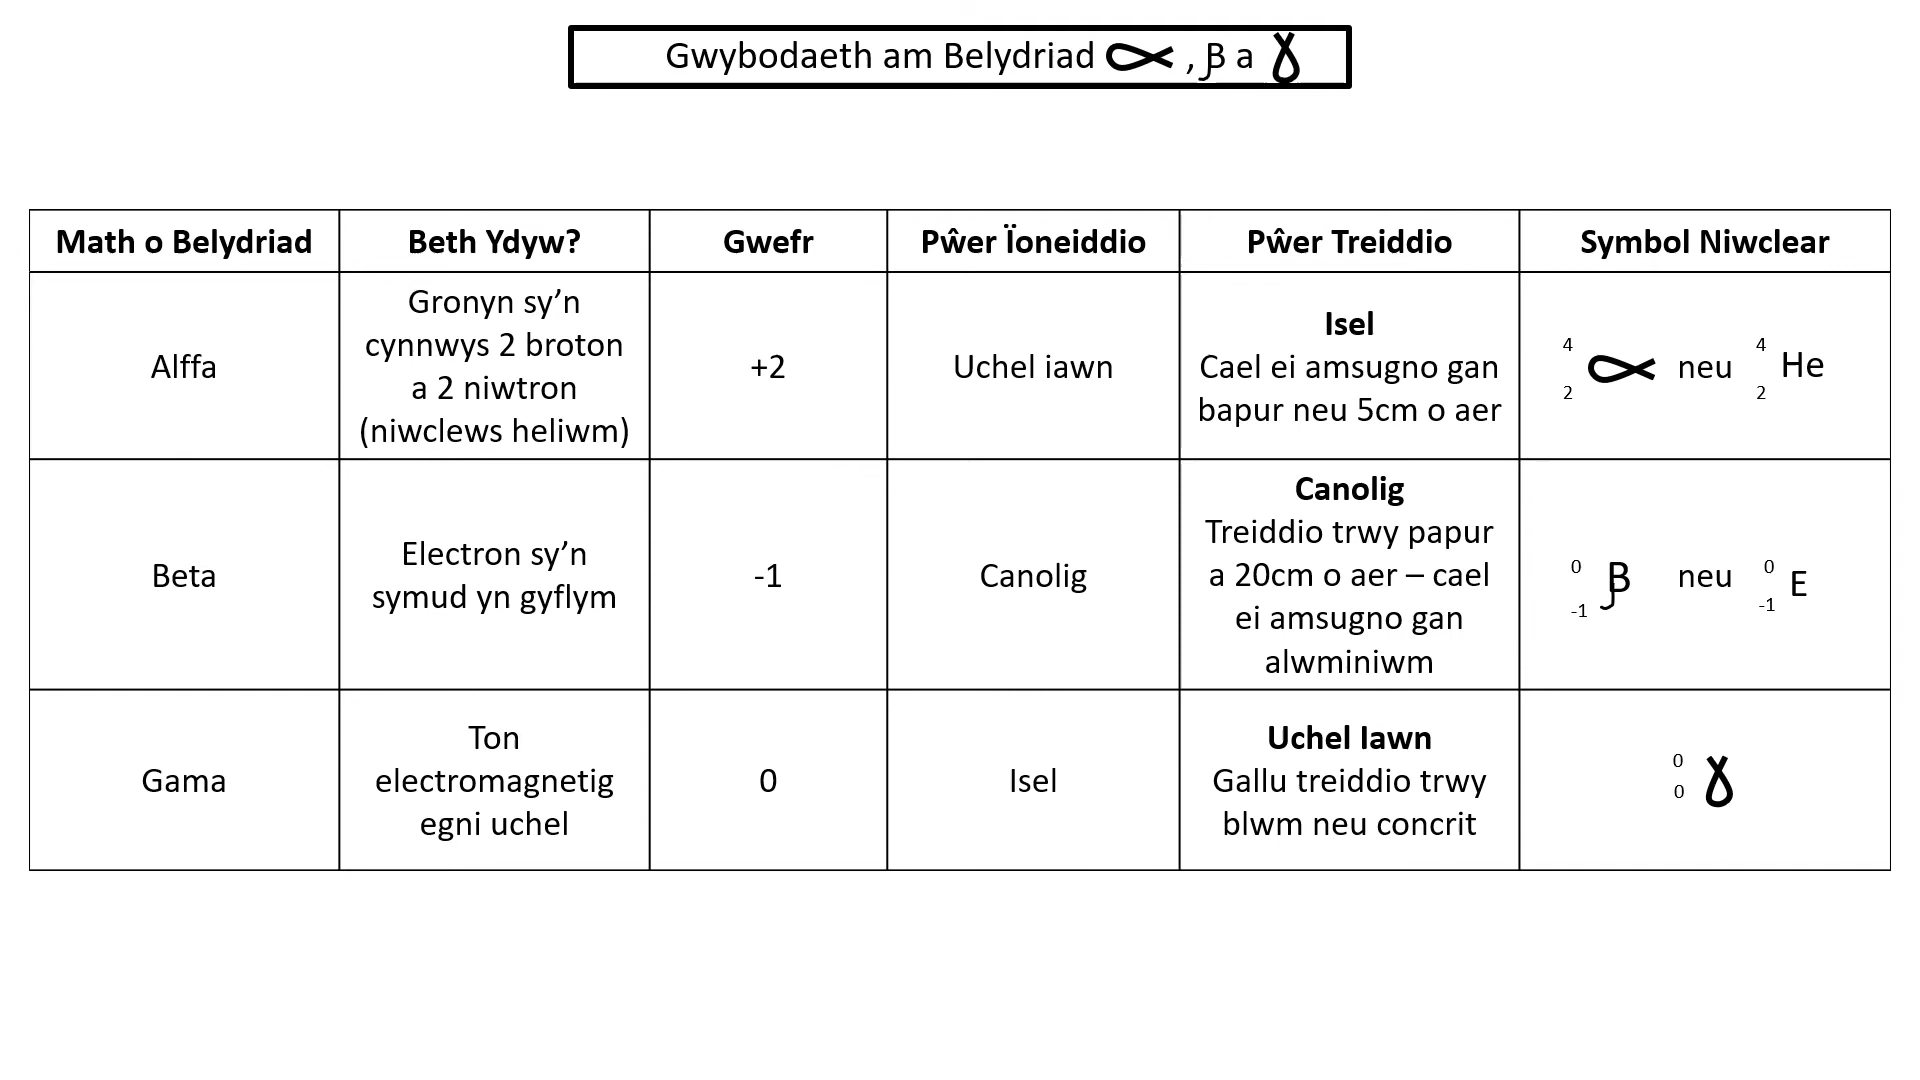 Gwybodaeth am Belydriad ∝ , β a ɣ
Math o Belydriad
Beth Ydyw?
Gwefr
Pŵer Ïoneiddio
Pŵer Treiddio
Symbol Niwclear
Alffa
Gronyn sy’n
cynnwys 2 broton
a 2 niwtron
(niwclews heliwm)
+2
Uchel iawn
Isel
Cael ei amsugno gan
bapur neu 5cm o aer
4 2 ∝ neu 4 2 He
Beta
Electron sy’n
symud yn gyflym
-1
Canolig
Canolig
Treiddio trwy papur
a 20cm o aer – cael
ei amsugno gan
alwminiwm
0 -1 β neu 0 -1 E
Gama
Ton
electromagnetig
egni uchel
0
Isel
Uchel Iawn
Gallu treiddio trwy
blwm neu concrit
0 0 ɣ